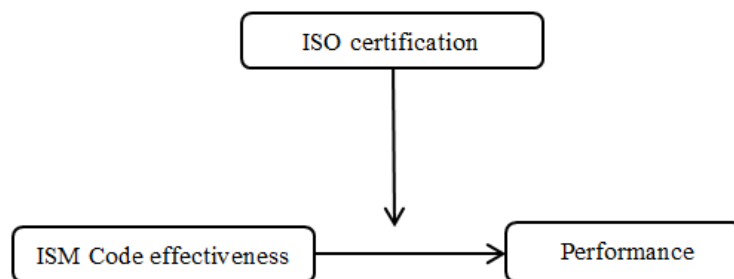 ISO certification
ISM Code effectiveness
Performance